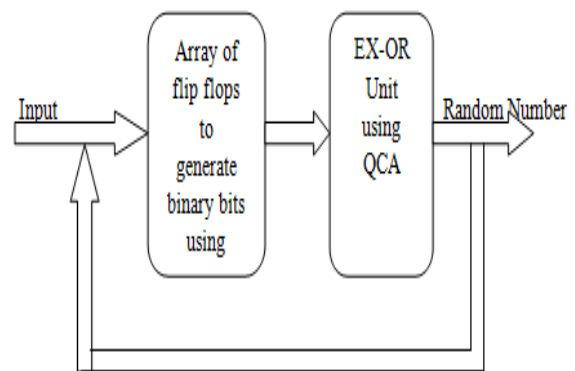 Input
Array of
flip flops
to
generate
binary bits
using
EX-OR
Unit
using
QCA
Random Number